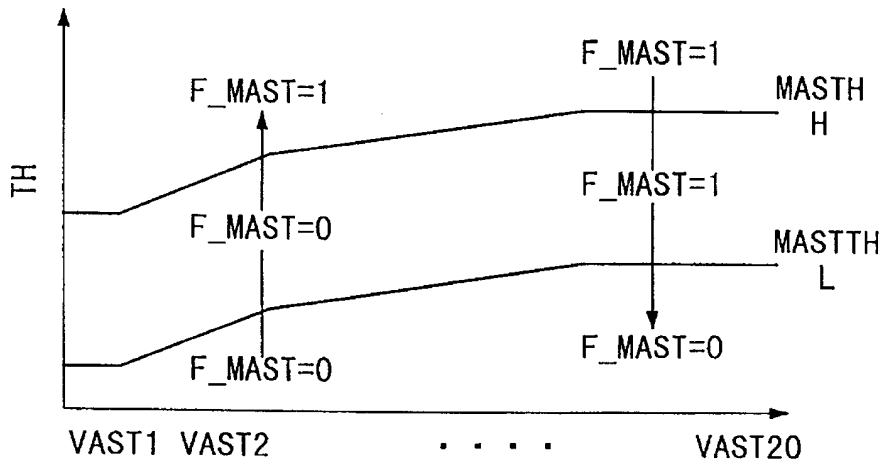 F_MAST=1
MASTH
H
F_MAST=1
TH
F_MAST=1
F_MAST=0
MASTTH
L
F_MAST=0
F_MAST=0
VAST1 VAST2 · · · · VAST20